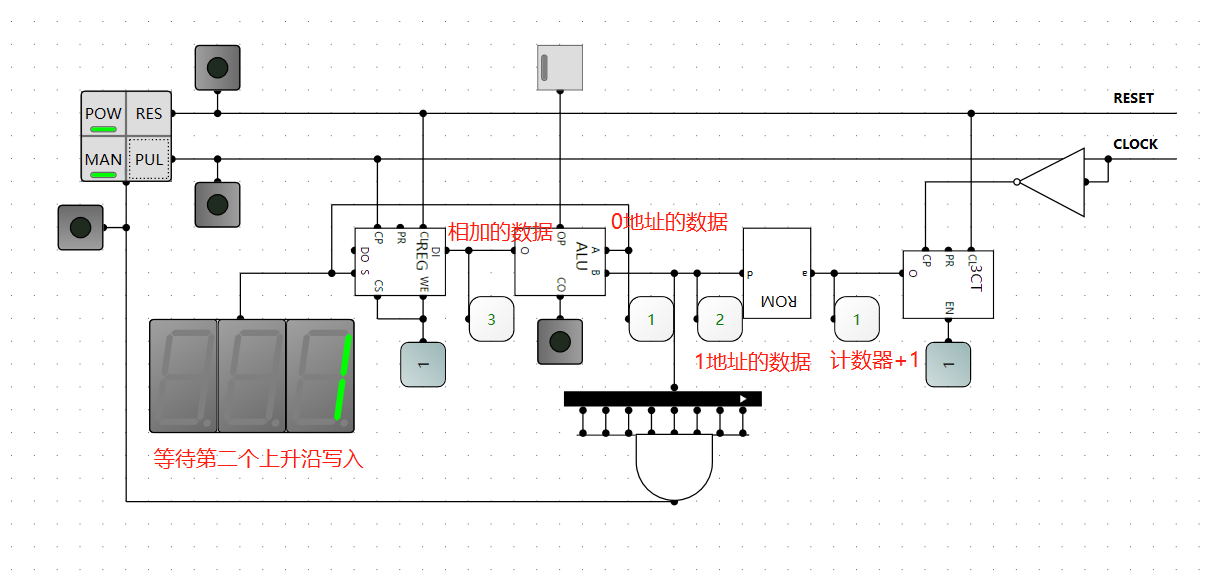 POW RES
RESET
MAN PUL
CLOCK
相加的数据
0地址的数据
CP PR CL DI
REG
DO S
CS WE
OP
ALU
A
B
O
CO
d a
ROM
CP PR CL
3CT
O
EN
3
1
2
1
1
1
1地址的数据
计数器+1
等待第二个上升沿写入